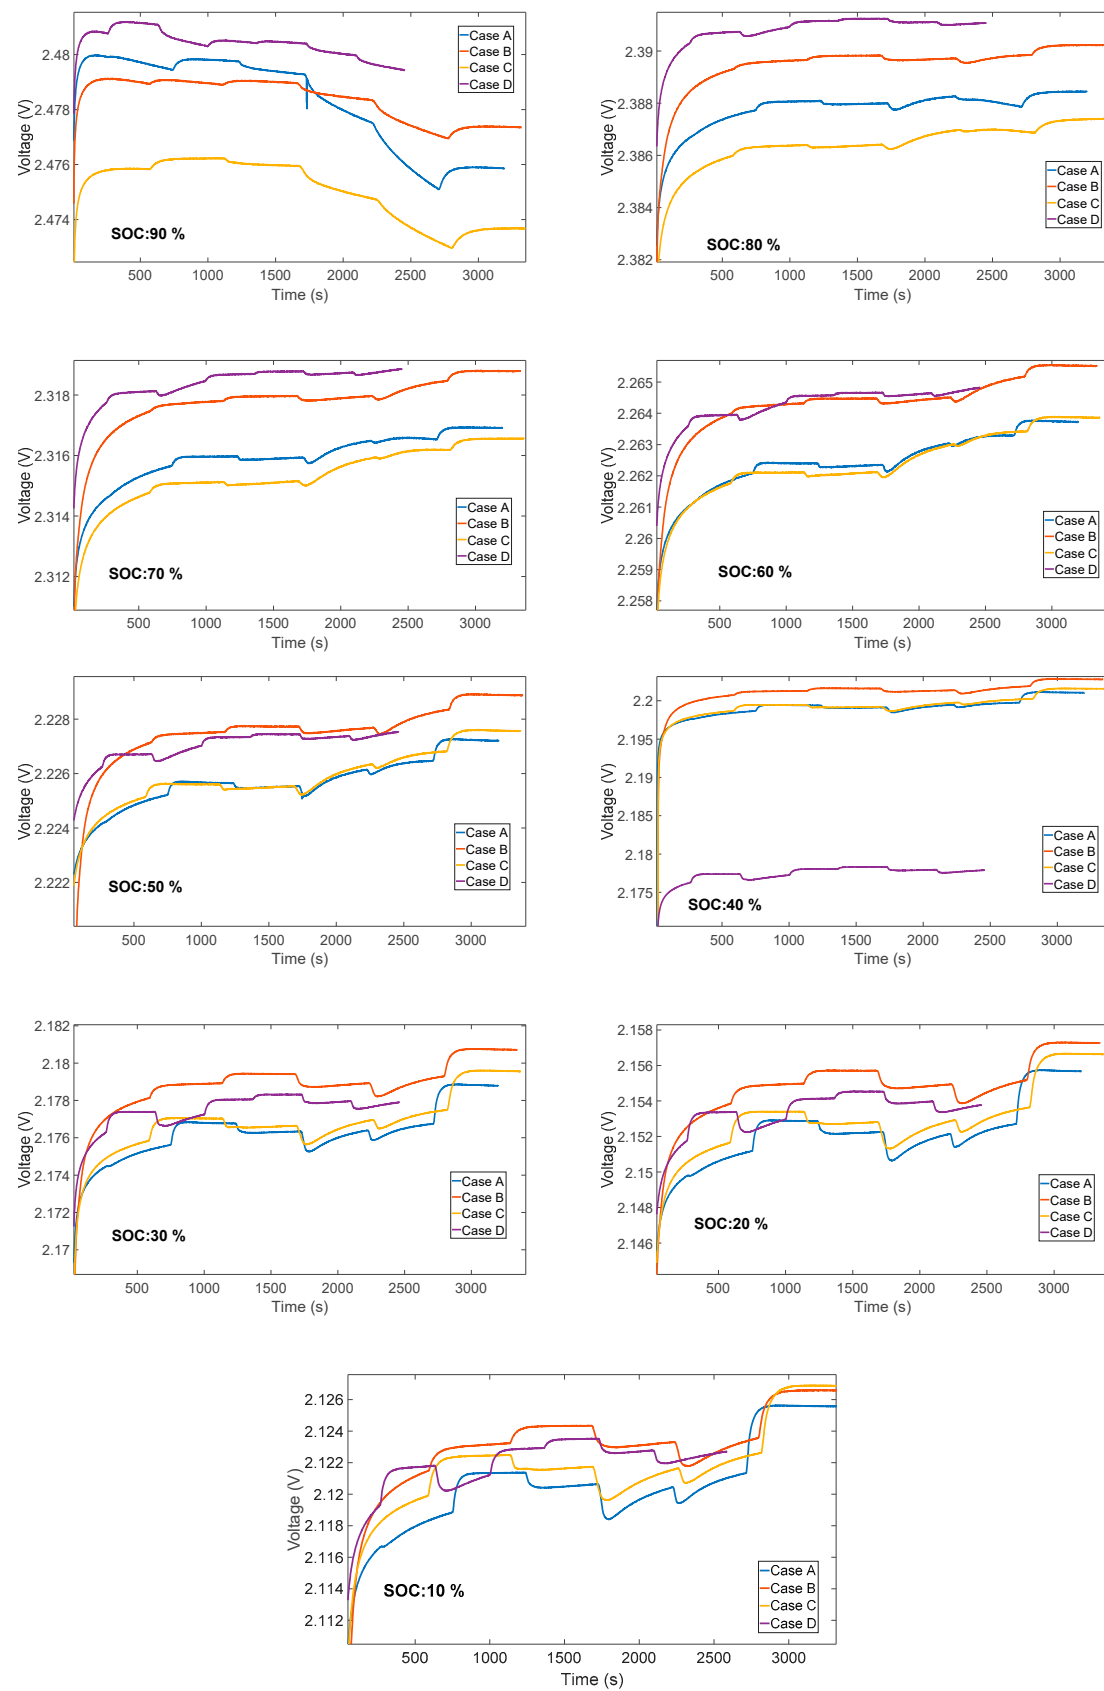 2.48
2.478
2.476
2.474
Voltage (V)
500 1000 1500 2000 2500 3000
Time (s)
SOC:90 %
Case A
Case B
Case C
Case D
2.39
2.388
2.386
2.384
2.382
Voltage (V)
500 1000 1500 2000 2500 3000
Time (s)
SOC:80 %
Case A
Case B
Case C
Case D
2.318
2.316
2.314
2.312
Voltage (V)
500 1000 1500 2000 2500 3000
Time (s)
SOC:70 %
Case A
Case B
Case C
Case D
2.265
2.264
2.263
2.262
2.261
2.26
2.259
2.258
Voltage (V)
500 1000 1500 2000 2500 3000
Time (s)
SOC:60 %
Case A
Case B
Case C
Case D
2.228
2.226
2.224
2.222
Voltage (V)
500 1000 1500 2000 2500 3000
Time (s)
SOC:50 %
Case A
Case B
Case C
Case D
2.2
2.195
2.19
2.185
2.18
2.175
Voltage (V)
500 1000 1500 2000 2500 3000
Time (s)
SOC:40 %
Case A
Case B
Case C
Case D
2.182
2.18
2.178
2.176
2.174
2.172
2.17
Voltage (V)
500 1000 1500 2000 2500 3000
Time (s)
SOC:30 %
Case A
Case B
Case C
Case D
2.158
2.156
2.154
2.152
2.15
2.148
2.146
Voltage (V)
500 1000 1500 2000 2500 3000
Time (s)
SOC:20 %
Case A
Case B
Case C
Case D
2.126
2.124
2.122
2.12
2.118
2.116
2.114
2.112
Voltage (V)
500 1000 1500 2000 2500 3000
Time (s)
SOC:10 %
Case A
Case B
Case C
Case D